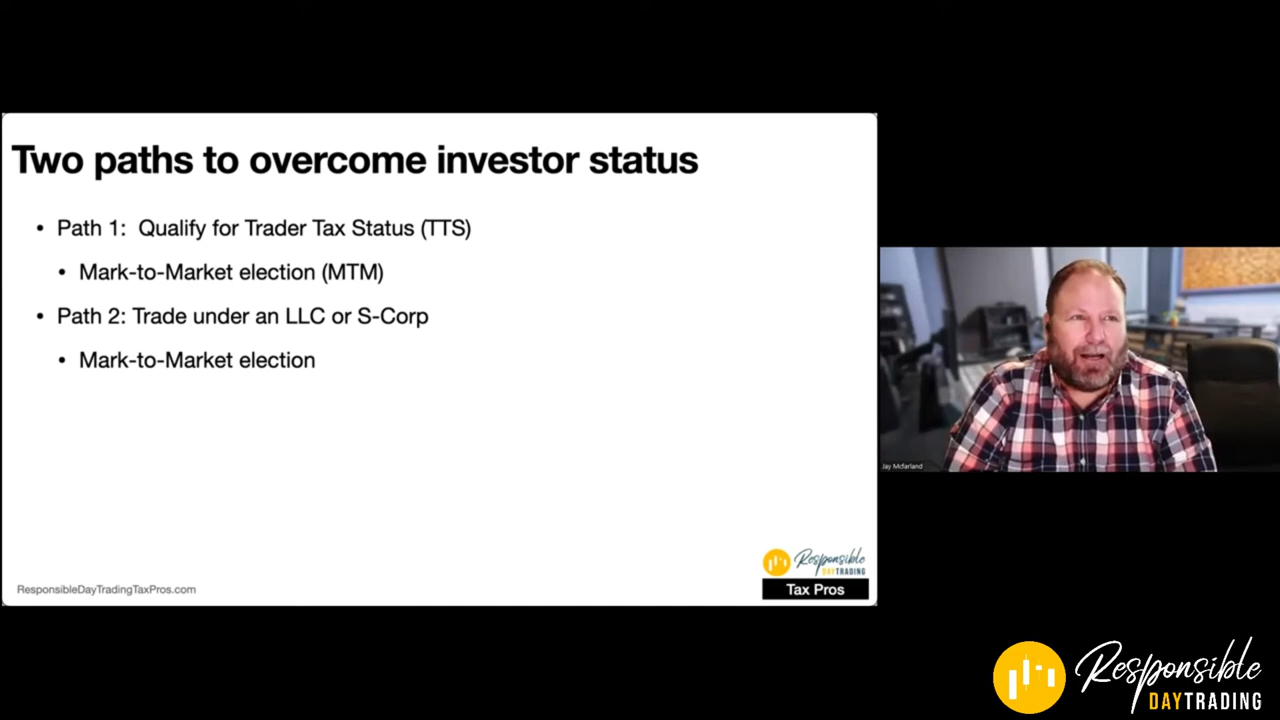 Two paths to overcome investor status
• Path 1: Qualify for Trader Tax Status (TTS)
• Mark-to-Market election (MTM)
• Path 2: Trade under an LLC or S-Corp
• Mark-to-Market election
ResponsibleDayTradingTaxPros.com
Responsible
DAYTRADING
Tax Pros
Jay Mcfarland
Responsible
DAYTRADING